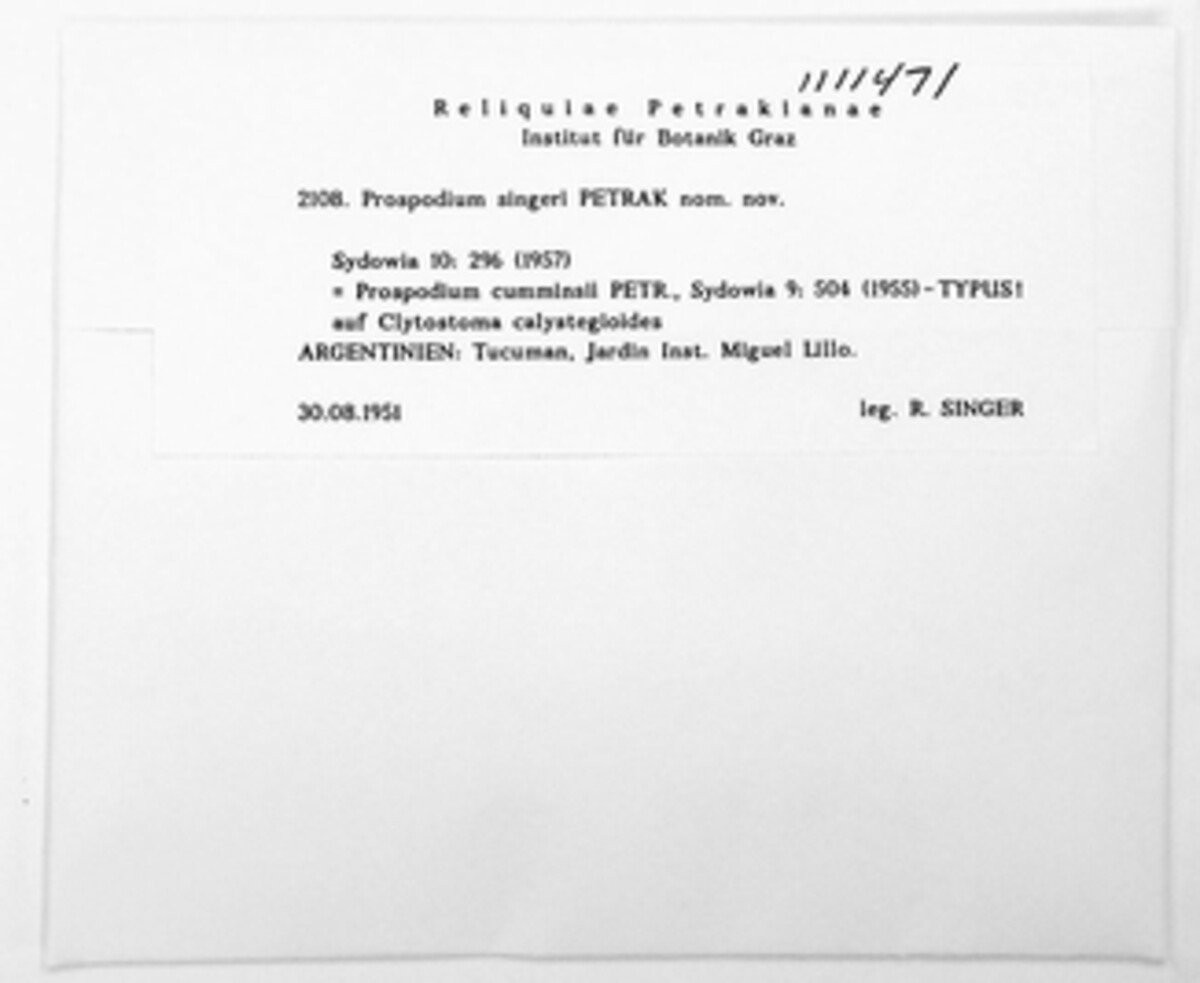 1111471
Reliquiae Petrakianae
Institut für Botanik Graz
2108. Prospodium singeri PETRAK nom. nov.
Sydowia 10: 296 (1957)
= Prospodium cumminsii PETR., Sydowia 9: 504 (1955) - TYPUS!
auf Clytostoma calystegioides
ARGENTINIEN: Tucuman, Jardin Inst. Miguel Lillo.
30.08.1951 leg. R. SINGER